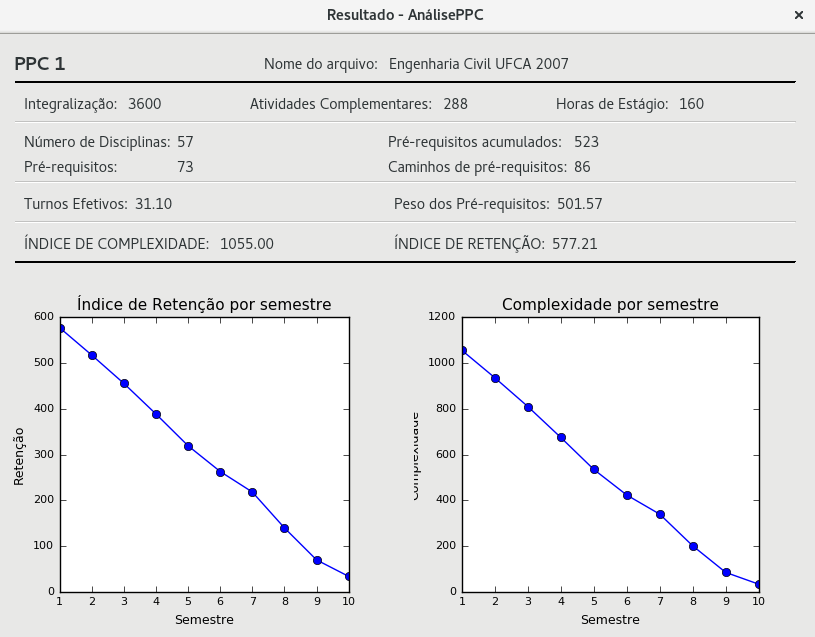 Resultado - AnálisePPC ×
PPC 1 Nome do arquivo: Engenharia Civil UFCA 2007
Integralização: 3600 Atividades Complementares: 288 Horas de Estágio: 160
Número de Disciplinas: 57 Pré-requisitos acumulados: 523
Pré-requisitos: 73 Caminhos de pré-requisitos: 86
Turnos Efetivos: 31.10 Peso dos Pré-requisitos: 501.57
ÍNDICE DE COMPLEXIDADE: 1055.00 ÍNDICE DE RETENÇÃO: 577.21
Índice de Retenção por semestre
600
500
400
300
200
100
0
Retenção
1 2 3 4 5 6 7 8 9 10
Semestre
Complexidade por semestre
1200
1000
800
600
400
200
0
Complexidade
1 2 3 4 5 6 7 8 9 10
Semestre